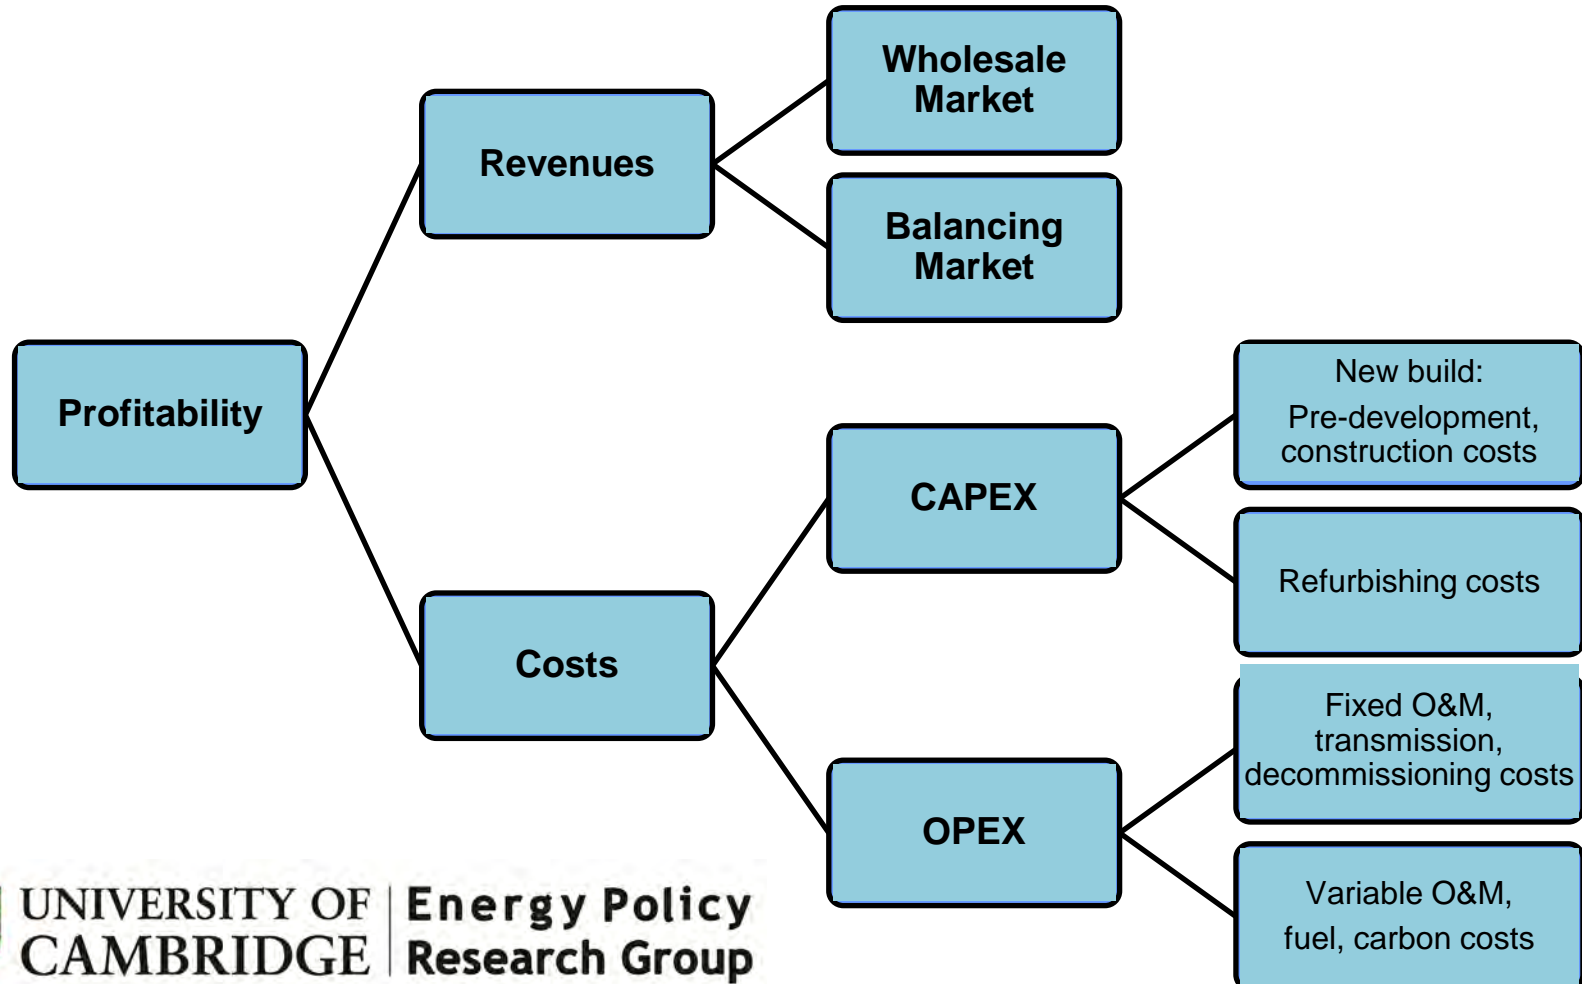 Wholesale
Market
Revenues
Balancing
Market
Profitability
New build:
Pre-development,
construction costs
CAPEX
Refurbishing costs
Costs
Fixed O&M,
transmission,
decommissioning costs
OPEX
Variable O&M,
fuel, carbon costs
UNIVERSITY OF
CAMBRIDGE
Energy Policy
Research Group